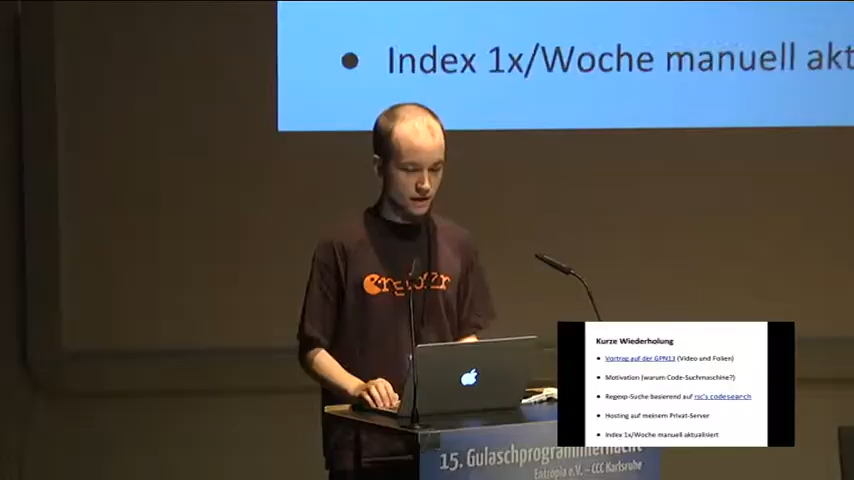 Index 1x/Woche manuell akt
Kurze Wiederholung
Vortrag auf der GPN13 (Video und Folien)
Motivation (warum Code-Suchmaschine?)
Regexp-Suche basierend auf rsc's codesearch
Hosting auf meinem Privat-Server
Index 1x/Woche manuell aktualisiert
15. Gulaschprogrammiernacht
Entropia e.V. – CCC Karlsruhe